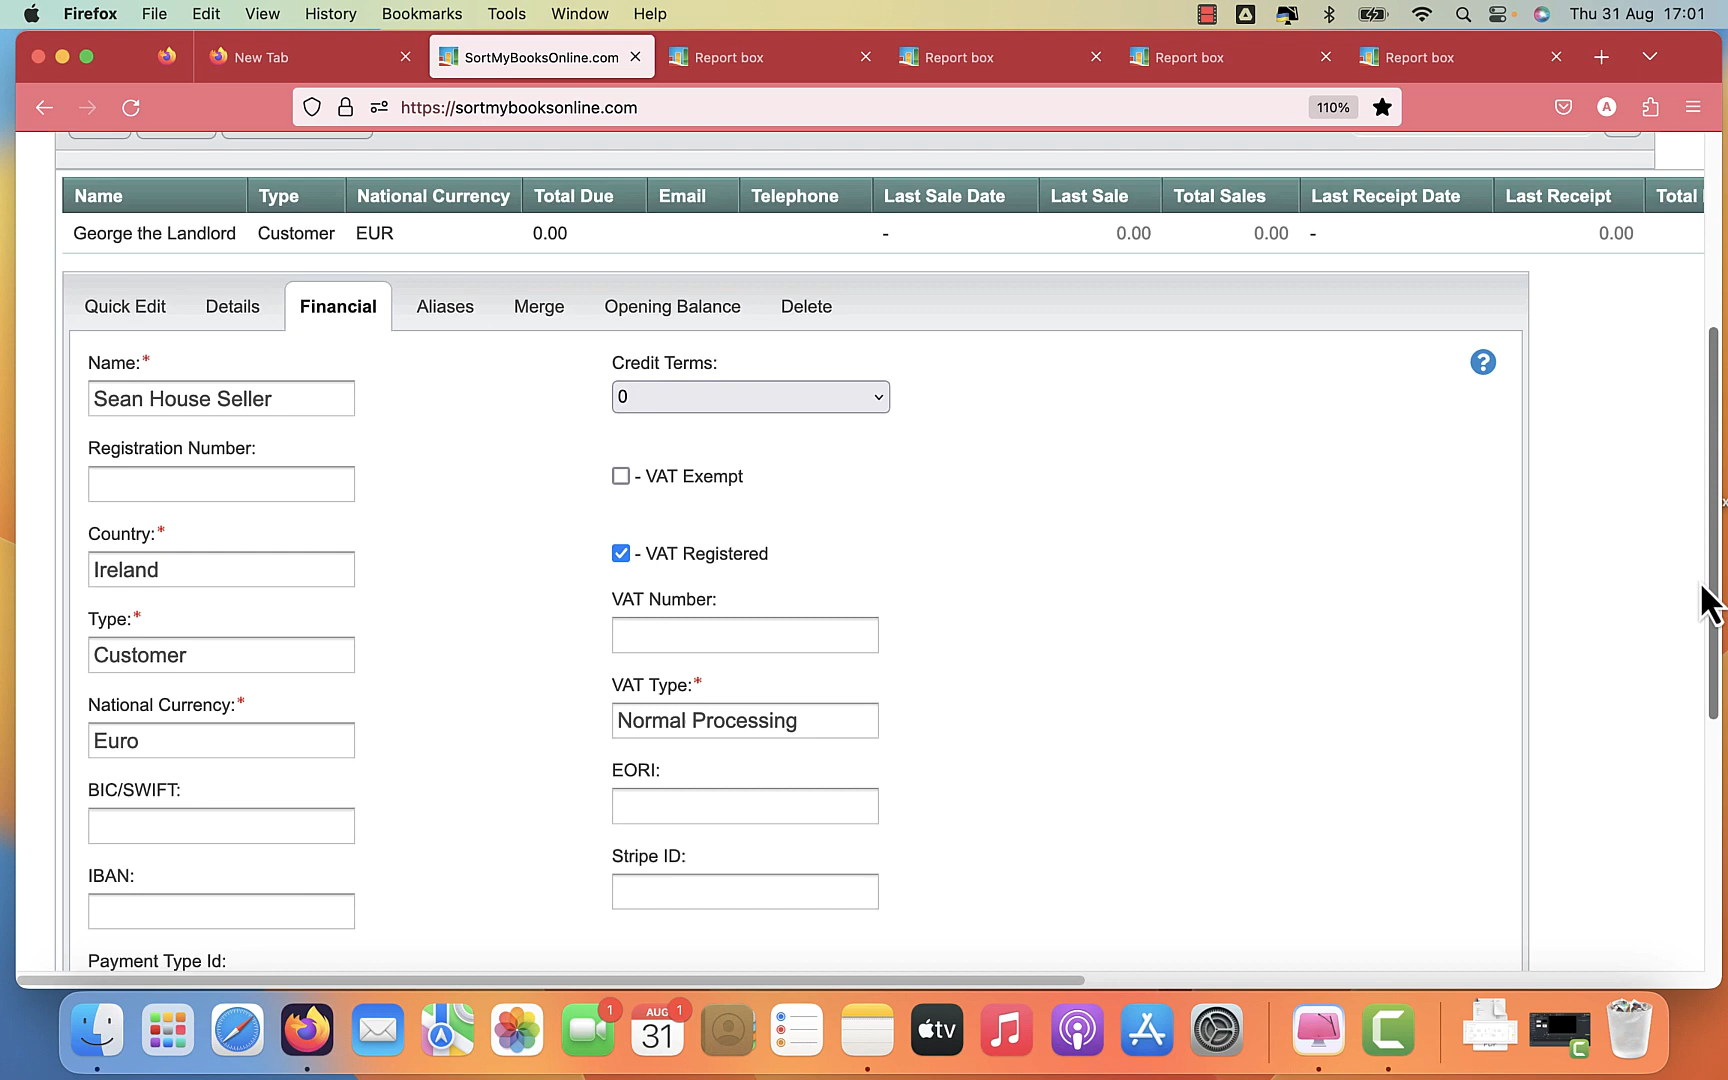 Firefox File Edit View History Bookmarks Tools Window Help Thu 31 Aug 17:01
New Tab SortMyBooksOnline.com Report box Report box Report box Report box
https://sortmybooksonline.com 110% A
Name Type National Currency Total Due Email Telephone Last Sale Date Last Sale Total Sales Last Receipt Date Last Receipt Total
George the Landlord Customer EUR 0.00 - 0.00 0.00 - 0.00
Quick Edit Details Financial Aliases Merge Opening Balance Delete
Name:* Credit Terms: ?
Sean House Seller 0
Registration Number:
- VAT Exempt
Country:*
Ireland - VAT Registered
VAT Number:
Type:*
Customer
VAT Type:*
National Currency:* Normal Processing
Euro
EORI:
BIC/SWIFT:
Stripe ID:
IBAN:
Payment Type Id:
1 AUG 1
31 tv
PDF C